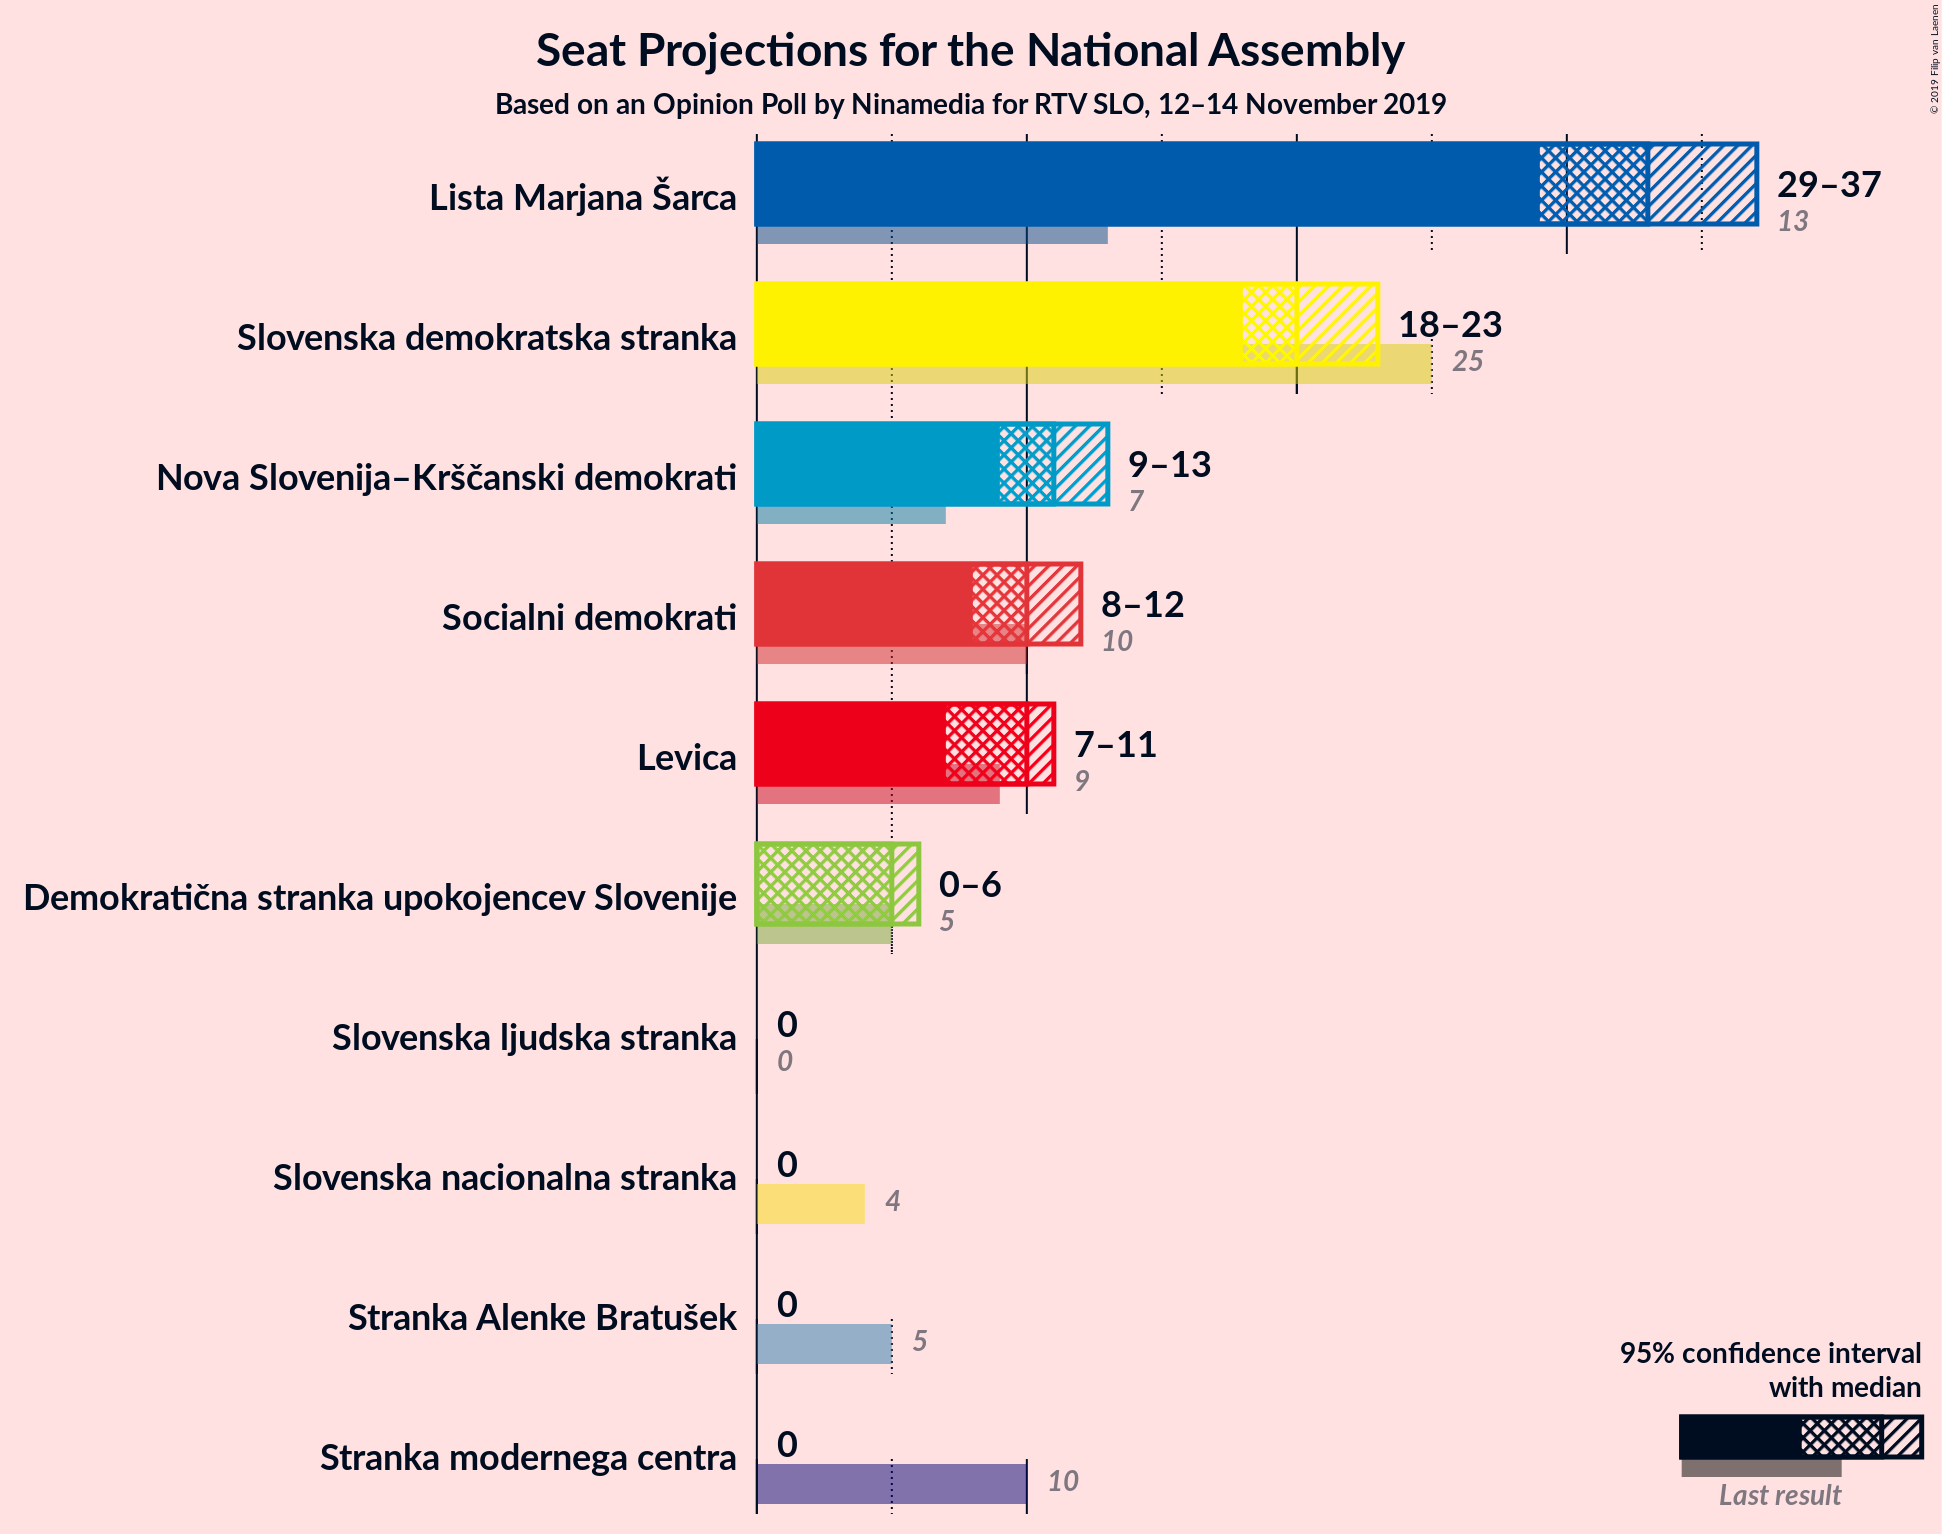 Seat Projections for the National Assembly
Based on an Opinion Poll by Ninamedia for RTV SLO, 12–14 November 2019
© 2019 Filip van Laenen
Lista Marjana Šarca
29–37
13
Slovenska demokratska stranka
18–23
25
Nova Slovenija–Krščanski demokrati
9–13
7
Socialni demokrati
8–12
10
Levica
7–11
9
Demokratična stranka upokojencev Slovenije
0–6
5
Slovenska ljudska stranka
0
0
Slovenska nacionalna stranka
0
4
Stranka Alenke Bratušek
0
5
Stranka modernega centra
0
10
95% confidence interval
with median
Last result